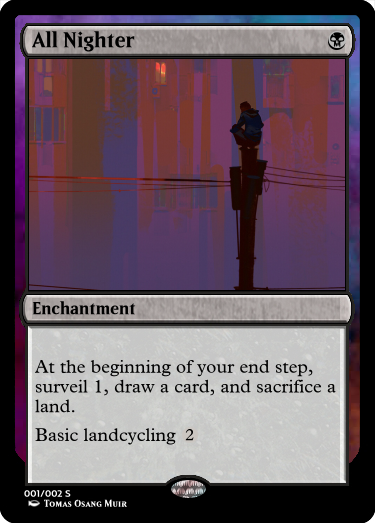 All Nighter
Enchantment
At the beginning of your end step,
surveil 1, draw a card, and sacrifice a
land.
Basic landcycling 2
001/002 S
Tomas Osang Muir